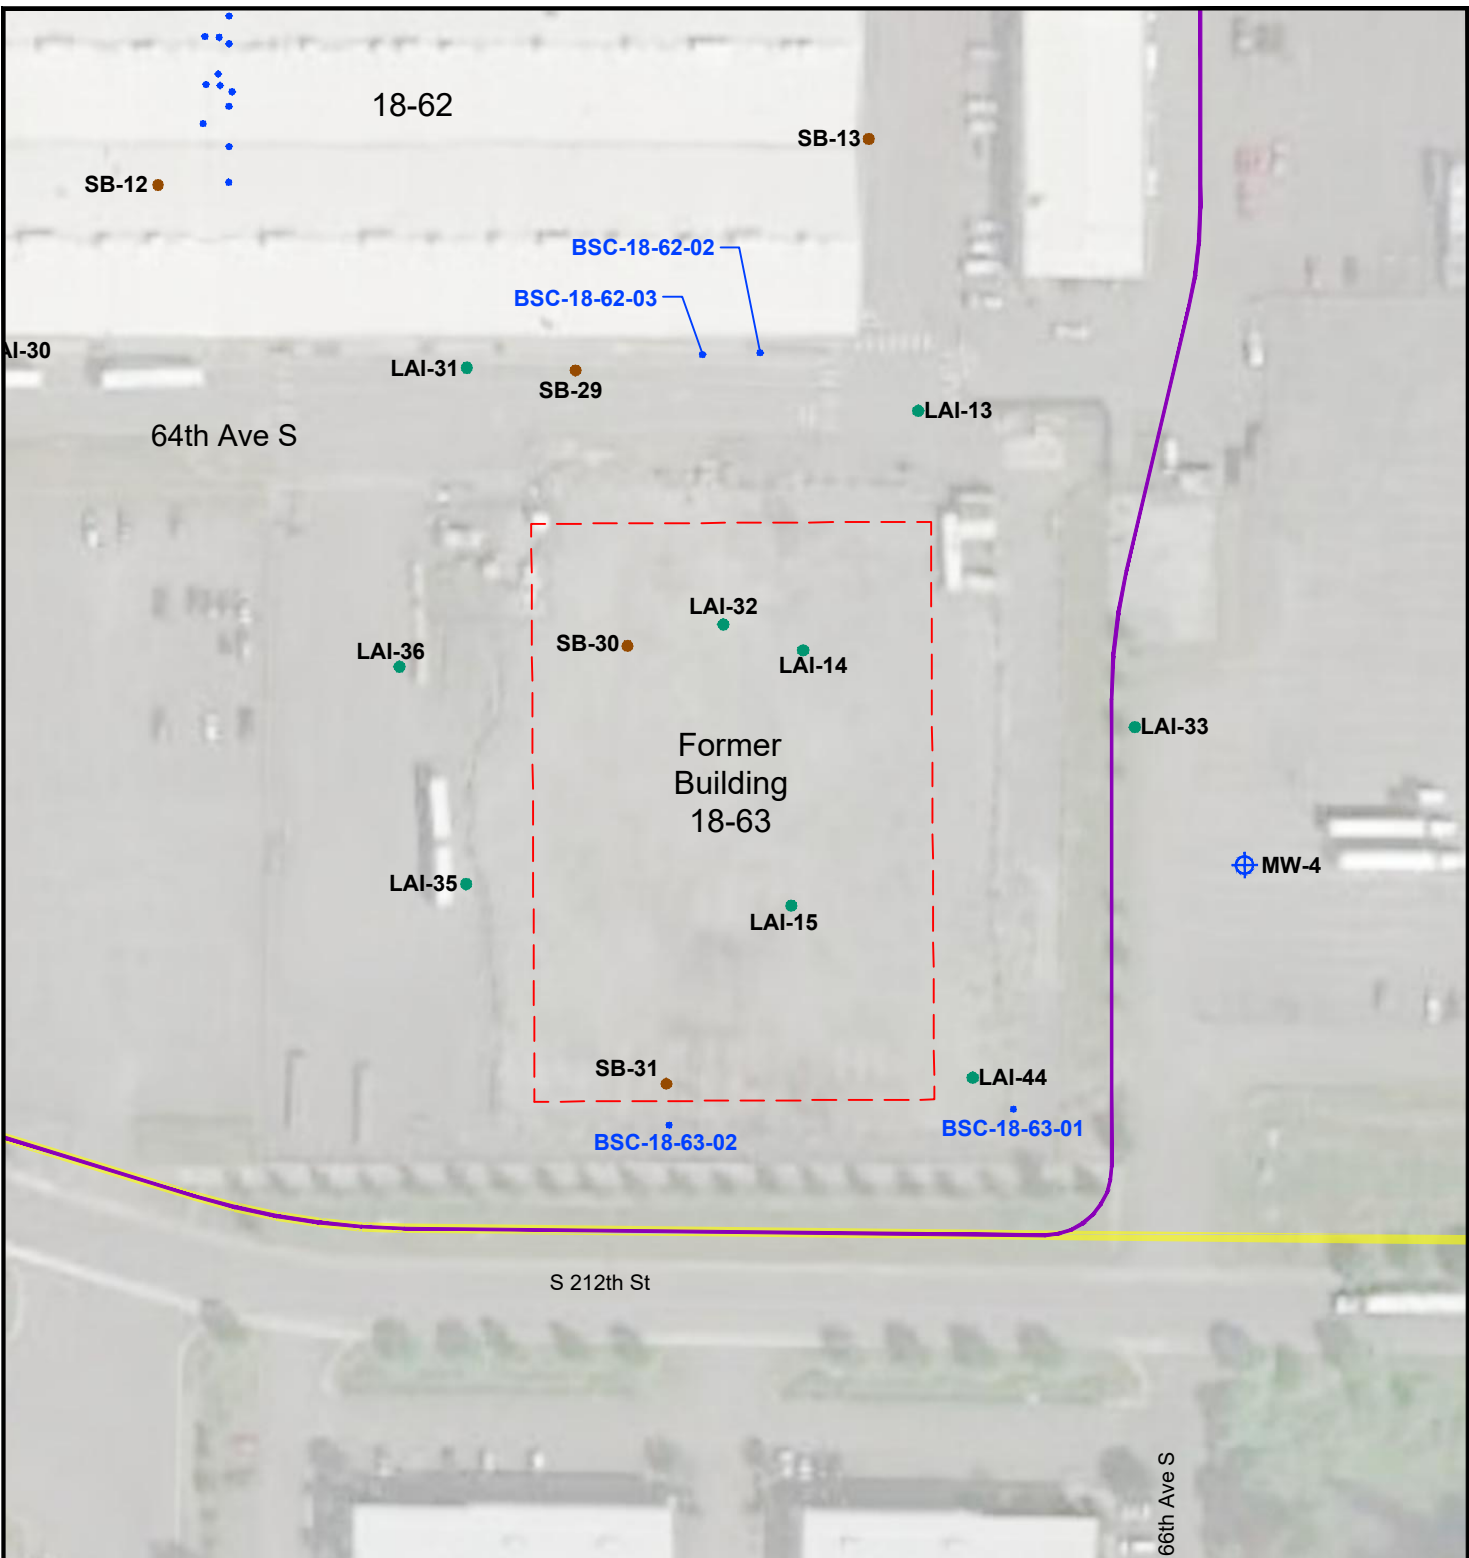 18-62
SB-13
SB-12
BSC-18-62-02
BSC-18-62-03
AI-30
LAI-31
SB-29
LAI-13
64th Ave S
LAI-32
SB-30
LAI-36
LAI-14
LAI-33
Former
Building
18-63
MW-4
LAI-35
LAI-15
SB-31
LAI-44
BSC-18-63-01
BSC-18-63-02
S 212th St
66th Ave S